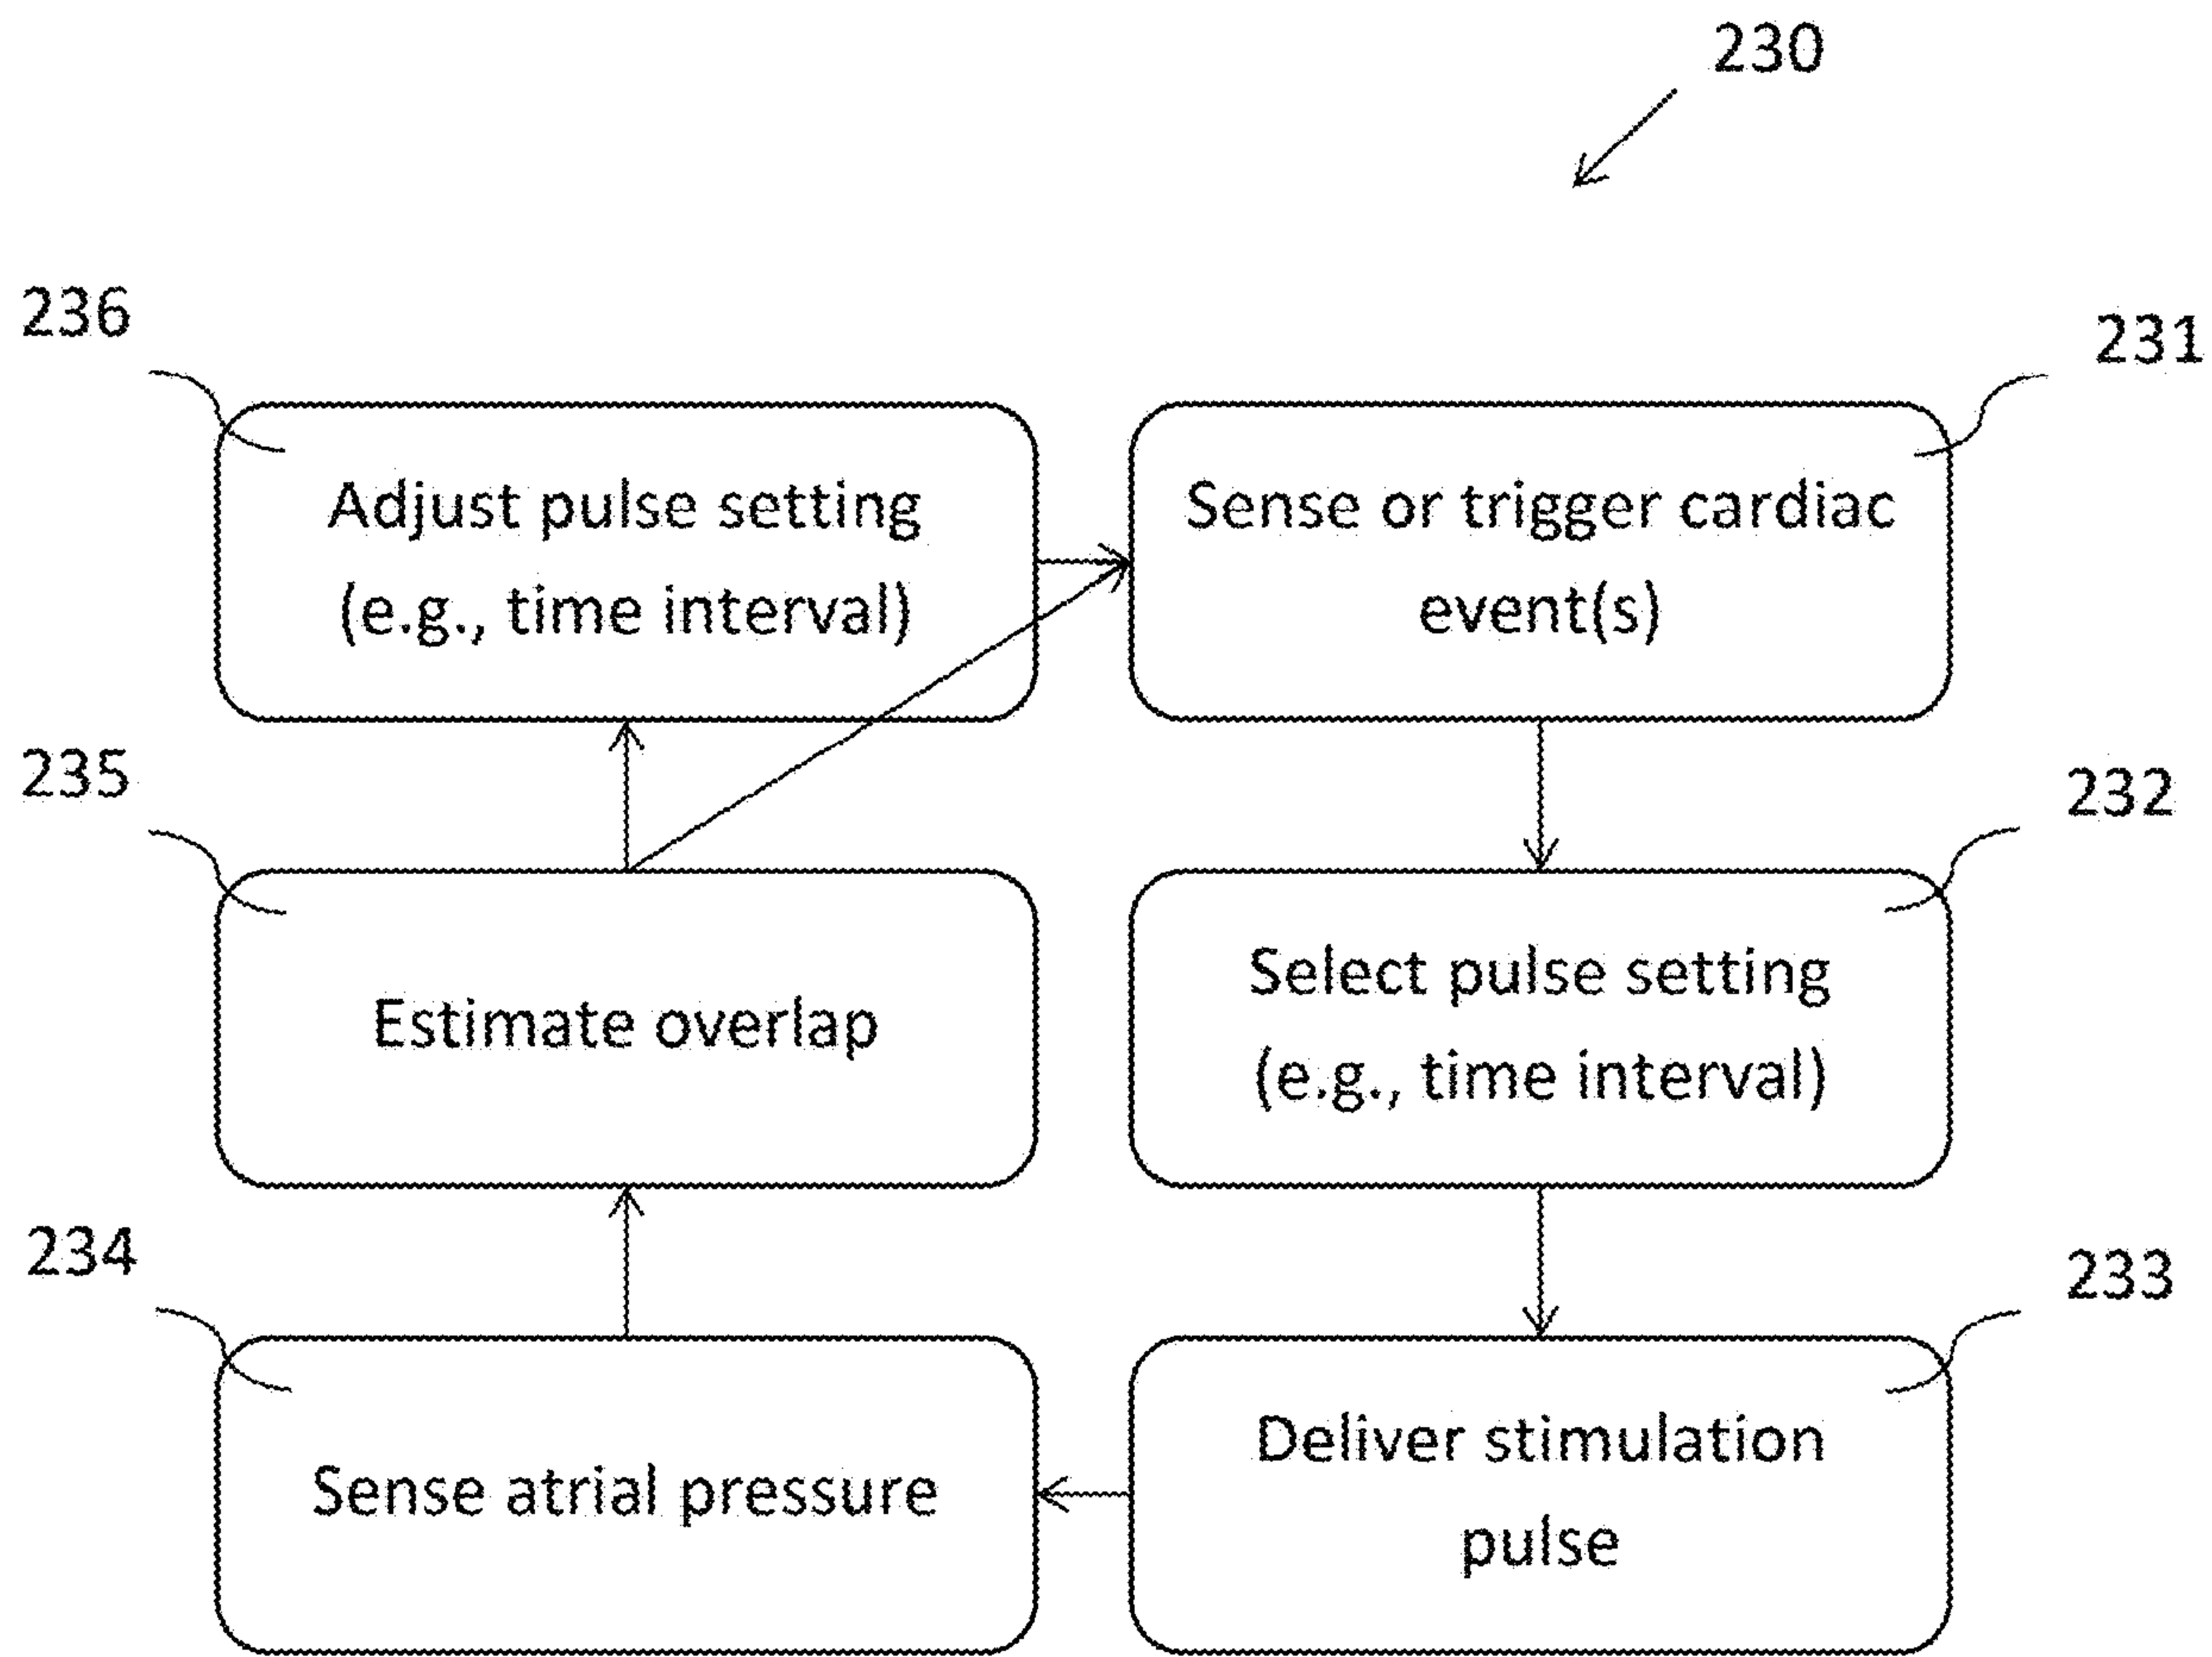 230
236
231
Adjust pulse setting
(e.g., time interval)
Sense or trigger cardiac
event(s)
235
232
Estimate overlap
Select pulse setting
(e.g., time interval)
234
233
Sense atrial pressure
Deliver stimulation
pulse